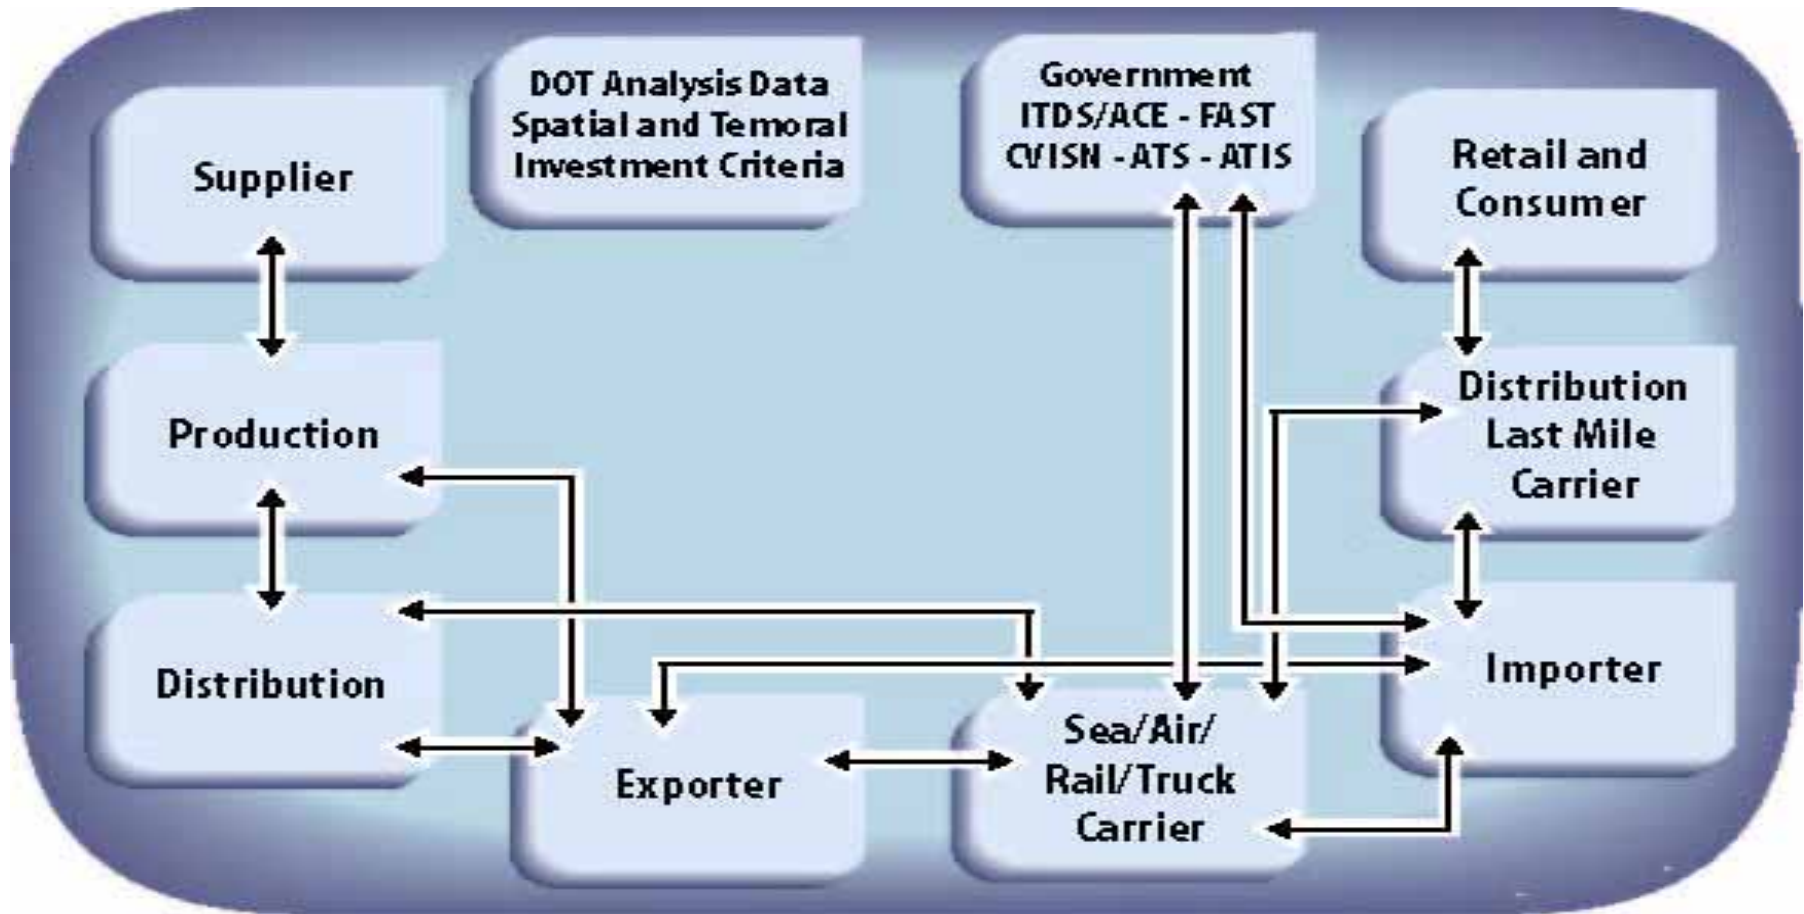 DOT Analysis Data
Spatial and Temoral
Investment Criteria
Government
ITDS/ACE - FAST
CVISN - ATS - ATIS
Supplier
Retail and
Consumer
Production
Distribution
Last Mile
Carrier
Distribution
Importer
Exporter
Sea/Air/
Rail/Truck
Carrier